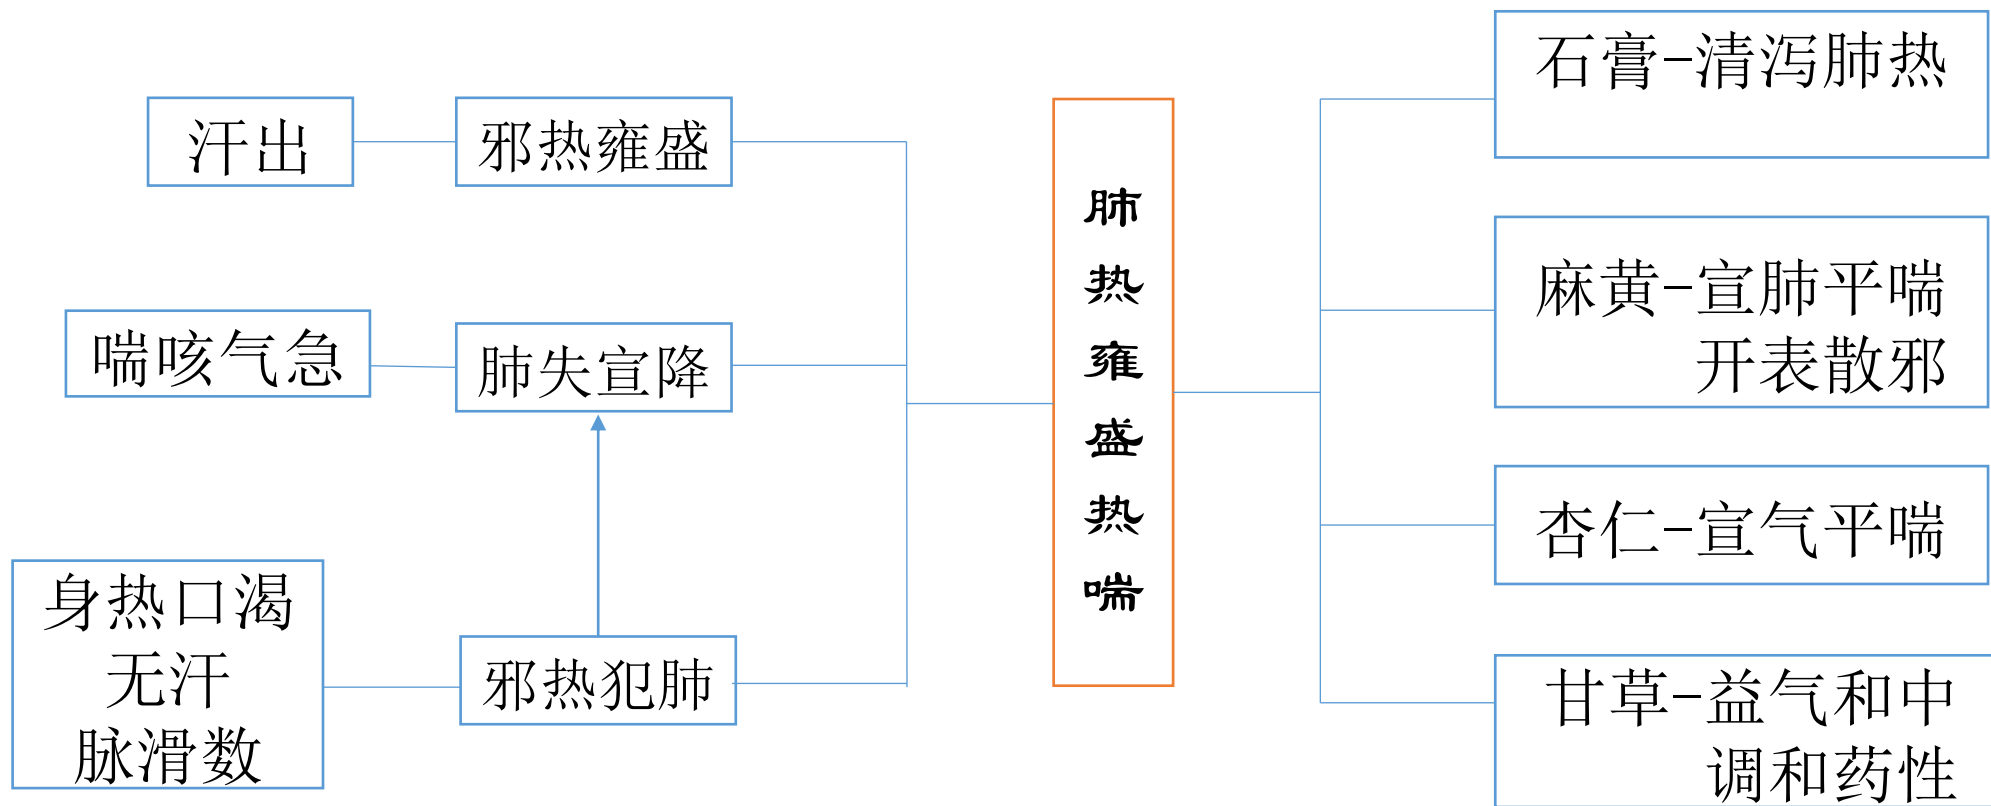 汗出
邪热雍盛
喘咳气急
肺失宣降
身热口渴
无汗
脉滑数
邪热犯肺
肺热雍盛热喘
石膏-清泻肺热
麻黄-宣肺平喘
开表散邪
杏仁-宣气平喘
甘草-益气和中
调和药性